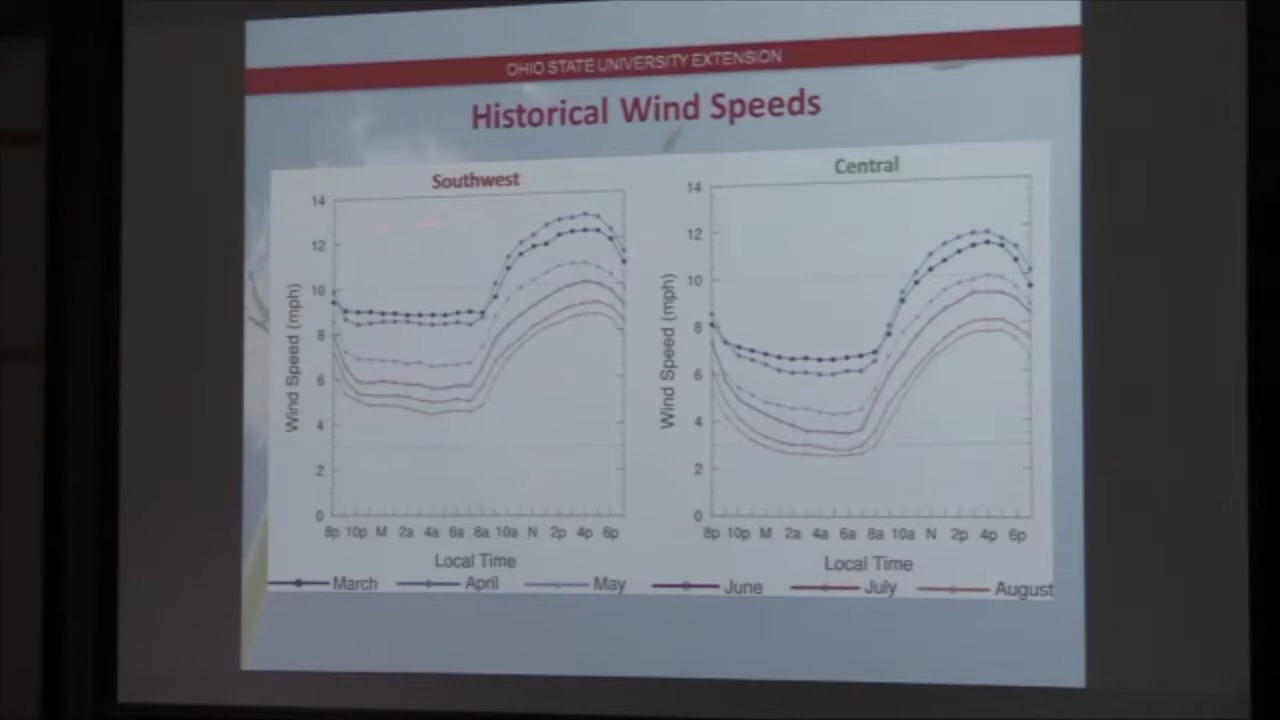 OHIO STATE UNIVERSITY EXTENSION
Historical Wind Speeds
Southwest
14
12
10
8
6
4
2
0
Wind Speed (mph)
8p 10p M 2a 4a 6a 8a 10a N 2p 4p 6p
Local Time
Central
14
12
10
8
6
4
2
0
Wind Speed (mph)
8p 10p M 2a 4a 6a 8a 10a N 2p 4p 6p
Local Time
March April May June July August